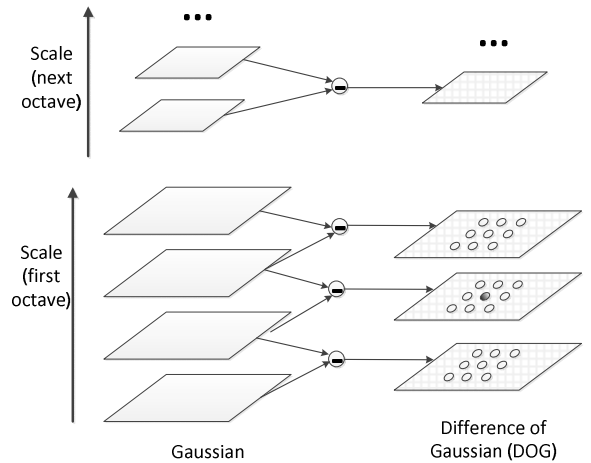 Scale
(next
octave)
Scale
(first
octave)
Gaussian
Difference of
Gaussian (DOG)